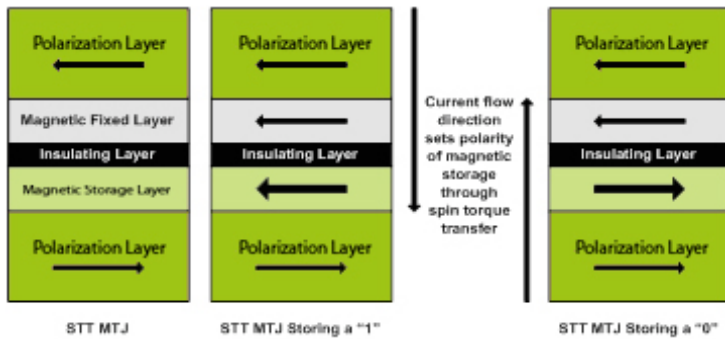 Polarization Layer
Magnetic Fixed Layer
Insulating Layer
Magnetic Storage Layer
Polarization Layer
STT MTJ
Polarization Layer
Insulating Layer
Polarization Layer
STT MTJ Storing a "1"
Current flow
direction
sets polarity
of magnetic
storage
through
spin torque
transfer
Polarization Layer
Insulating Layer
Polarization Layer
STT MTJ Storing a "0"